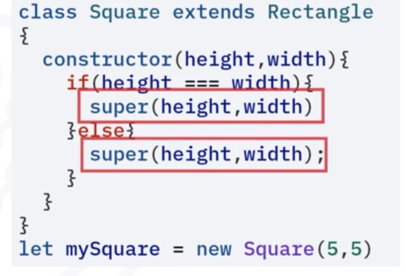 class Square extends Rectangle
{
constructor(height,width){
if(height === width){
super(height,width)
}else{
super(height,width);
}
}
}
let mySquare = new Square(5,5)